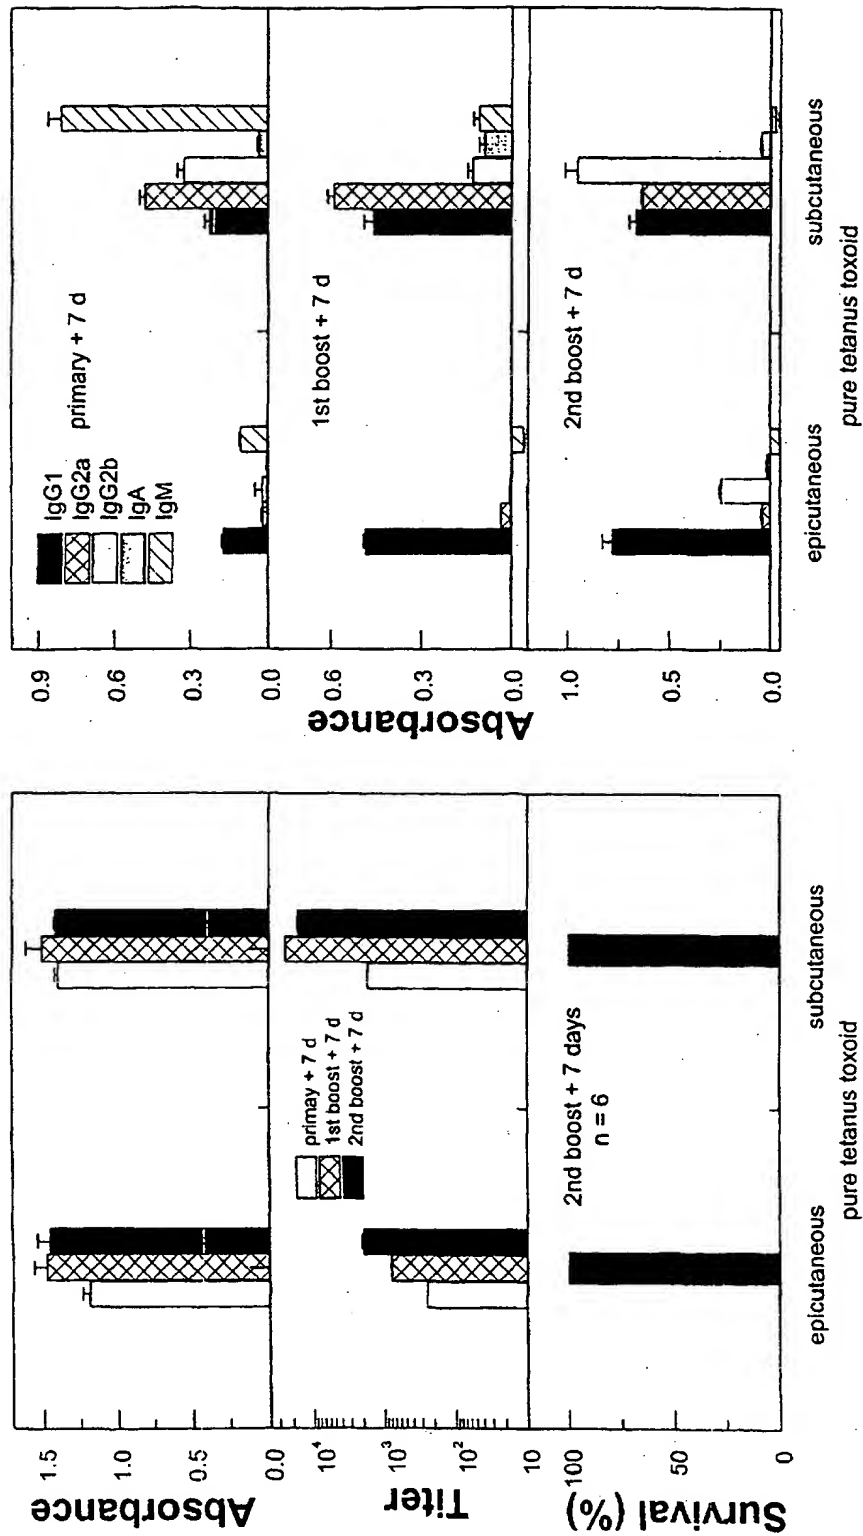 Absorbance
1.5
1.0
0.5
0.0
Titer
10⁴
10³
10²
10
primay + 7 d
1st boost + 7 d
2nd boost + 7 d
Survival (%)
100
50
0
2nd boost + 7 days
n = 6
epicutaneous
subcutaneous
pure tetanus toxoid
Absorbance
0.9
0.6
0.3
0.0
IgG1
IgG2a
IgG2b
IgA
IgM
primary + 7 d
0.6
0.3
0.0
1st boost + 7 d
1.0
0.5
0.0
2nd boost + 7 d
epicutaneous
subcutaneous
pure tetanus toxoid